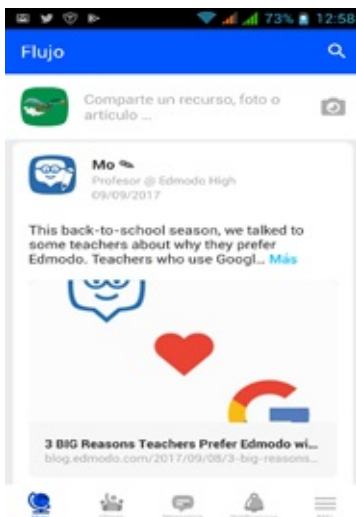 73% 12:58
Flujo
Comparte un recurso, foto o
artículo ...
Mo
Profesor @ Edmodo High
09/09/2017
This back-to-school season, we talked to
some teachers about why they prefer
Edmodo. Teachers who use Googl... Más
3 BIG Reasons Teachers Prefer Edmodo wi...
blog.edmodo.com/2017/09/08/3-big-reasons...